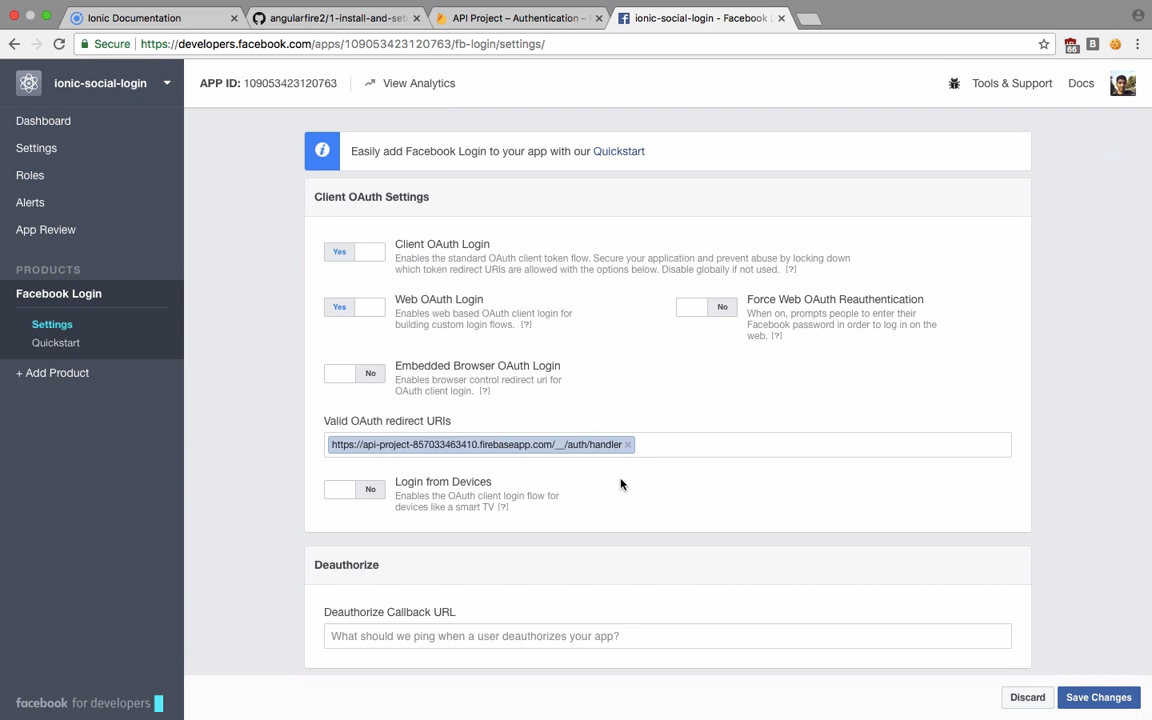 Ionic Documentation
angularfire2/1-install-and-set
API Project – Authentication –
ionic-social-login - Facebook
Secure
https://developers.facebook.com/apps/109053423120763/fb-login/settings/
66
B
ionic-social-login
APP ID: 109053423120763
View Analytics
Tools & Support
Docs
Dashboard
Settings
Roles
Alerts
App Review
PRODUCTS
Facebook Login
Settings
Quickstart
+ Add Product
Easily add Facebook Login to your app with our Quickstart
Client OAuth Settings
Yes
Client OAuth Login
Enables the standard OAuth client token flow. Secure your application and prevent abuse by locking down
which token redirect URIs are allowed with the options below. Disable globally if not used. [?]
Yes
Web OAuth Login
Enables web based OAuth client login for
building custom login flows. [?]
No
Force Web OAuth Reauthentication
When on, prompts people to enter their
Facebook password in order to log in on the
web. [?]
No
Embedded Browser OAuth Login
Enables browser control redirect uri for
OAuth client login. [?]
Valid OAuth redirect URIs
https://api-project-857033463410.firebaseapp.com/__/auth/handler ×
No
Login from Devices
Enables the OAuth client login flow for
devices like a smart TV [?]
Deauthorize
Deauthorize Callback URL
What should we ping when a user deauthorizes your app?
Discard
Save Changes
facebook for developers